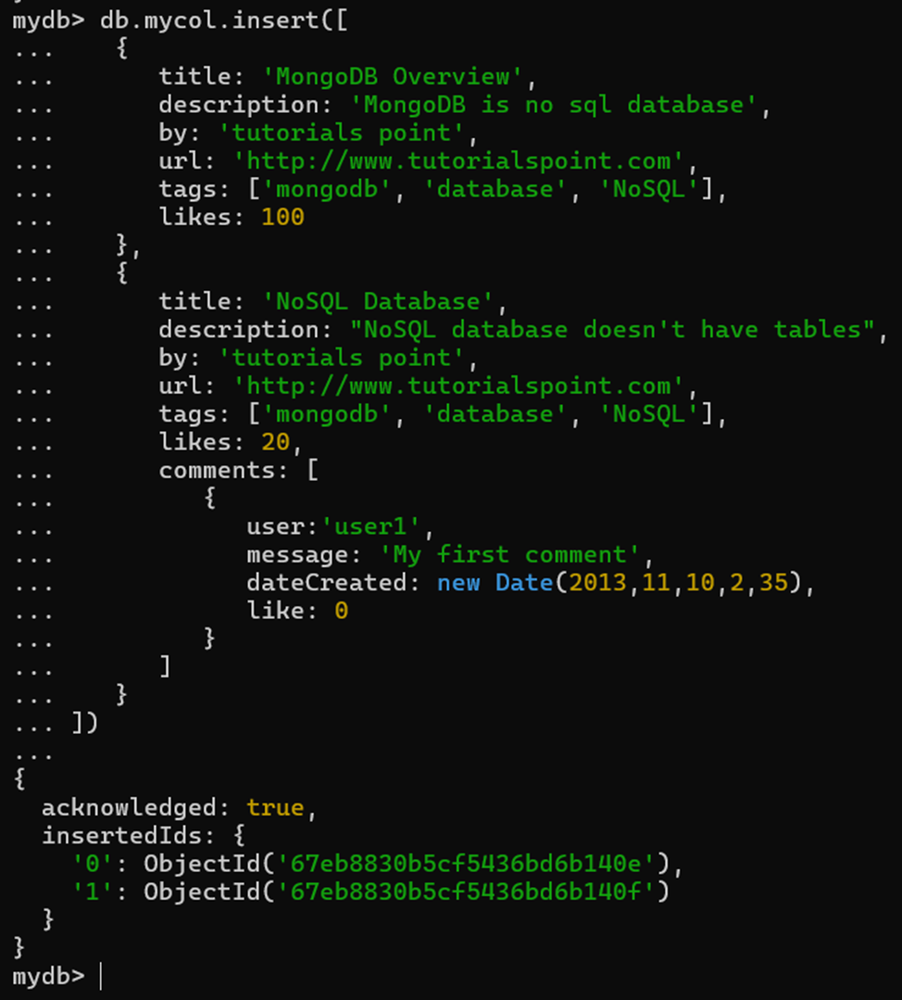 mydb> db.mycol.insert([
...    {
...       title: 'MongoDB Overview',
...       description: 'MongoDB is no sql database',
...       by: 'tutorials point',
...       url: 'http://www.tutorialspoint.com',
...       tags: ['mongodb', 'database', 'NoSQL'],
...       likes: 100
...    },
...    {
...       title: 'NoSQL Database',
...       description: "NoSQL database doesn't have tables",
...       by: 'tutorials point',
...       url: 'http://www.tutorialspoint.com',
...       tags: ['mongodb', 'database', 'NoSQL'],
...       likes: 20,
...       comments: [
...          {
...             user:'user1',
...             message: 'My first comment',
...             dateCreated: new Date(2013,11,10,2,35),
...             like: 0
...          }
...       ]
...    }
... ])
...
{
  acknowledged: true,
  insertedIds: {
    '0': ObjectId('67eb8830b5cf5436bd6b140e'),
    '1': ObjectId('67eb8830b5cf5436bd6b140f')
  }
}
mydb>